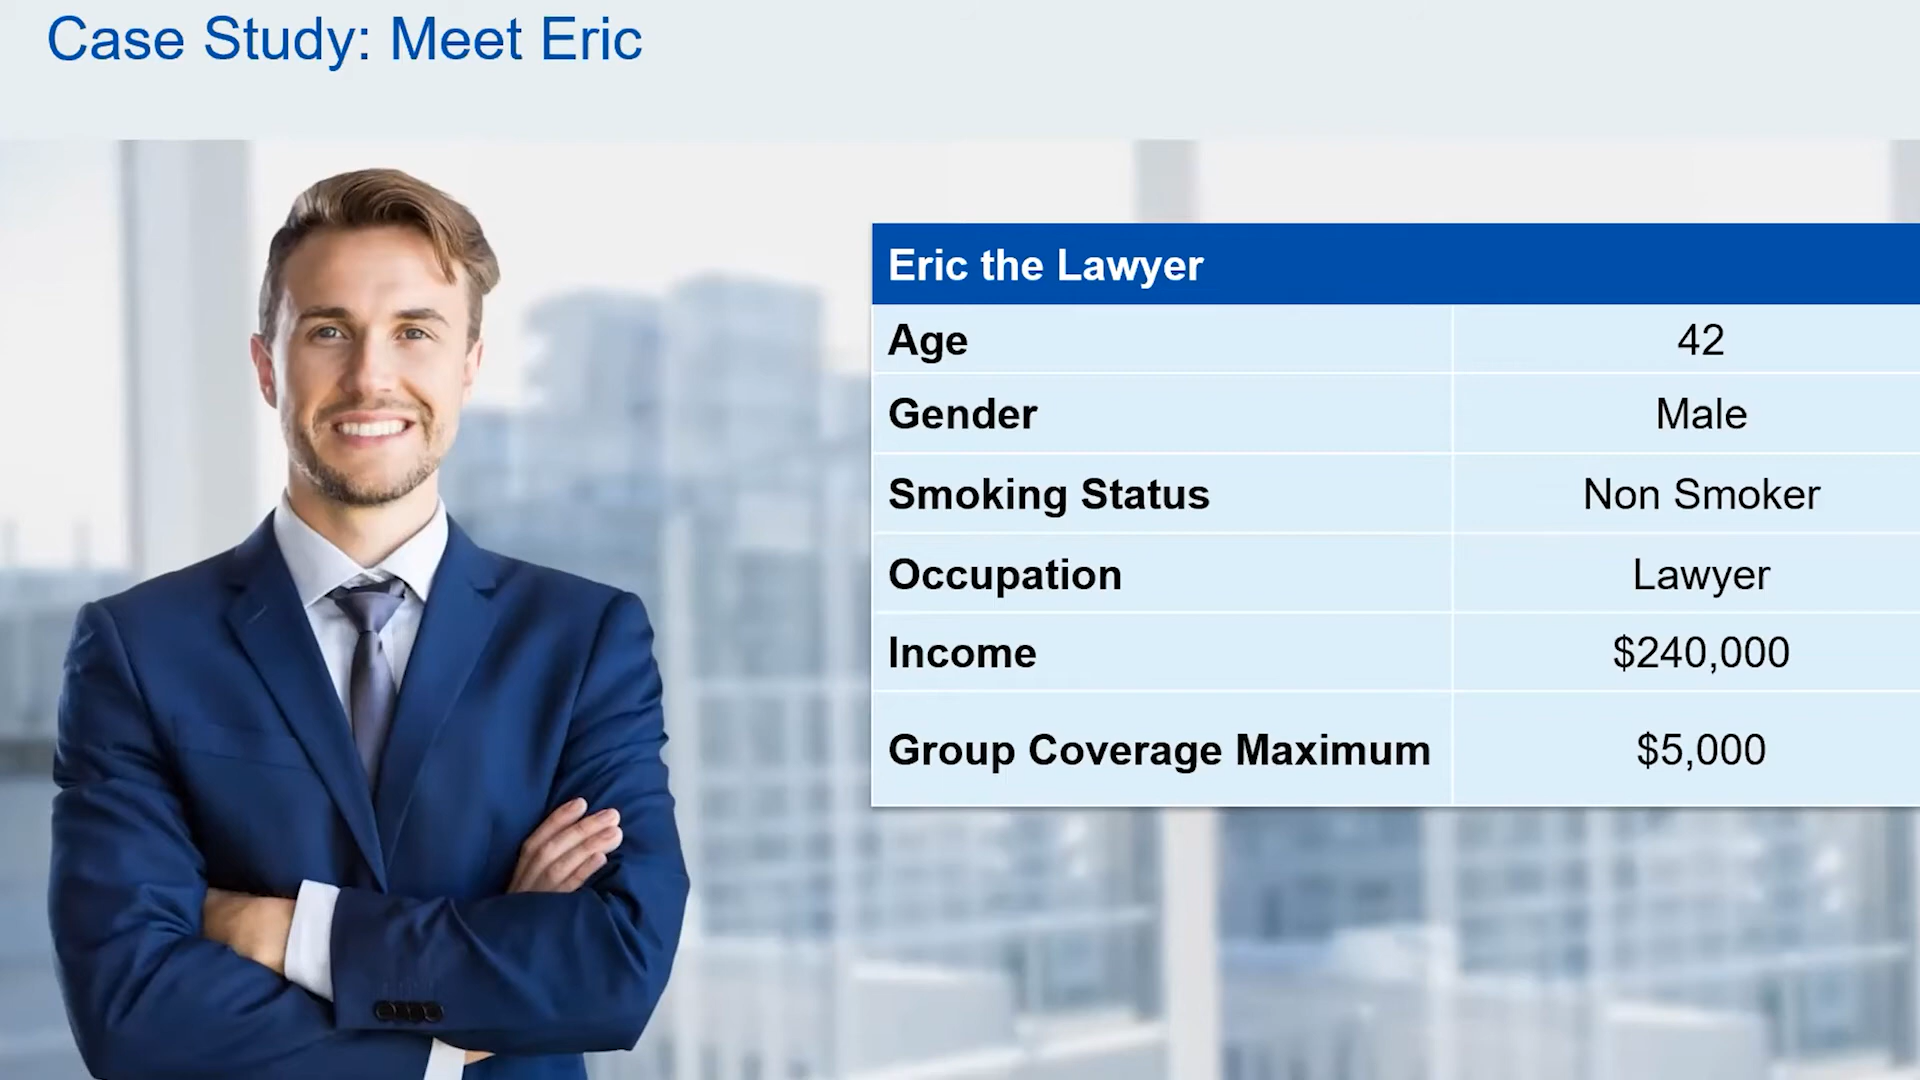 Case Study: Meet Eric
Eric the Lawyer
Age 42
Gender Male
Smoking Status Non Smoker
Occupation Lawyer
Income $240,000
Group Coverage Maximum $5,000